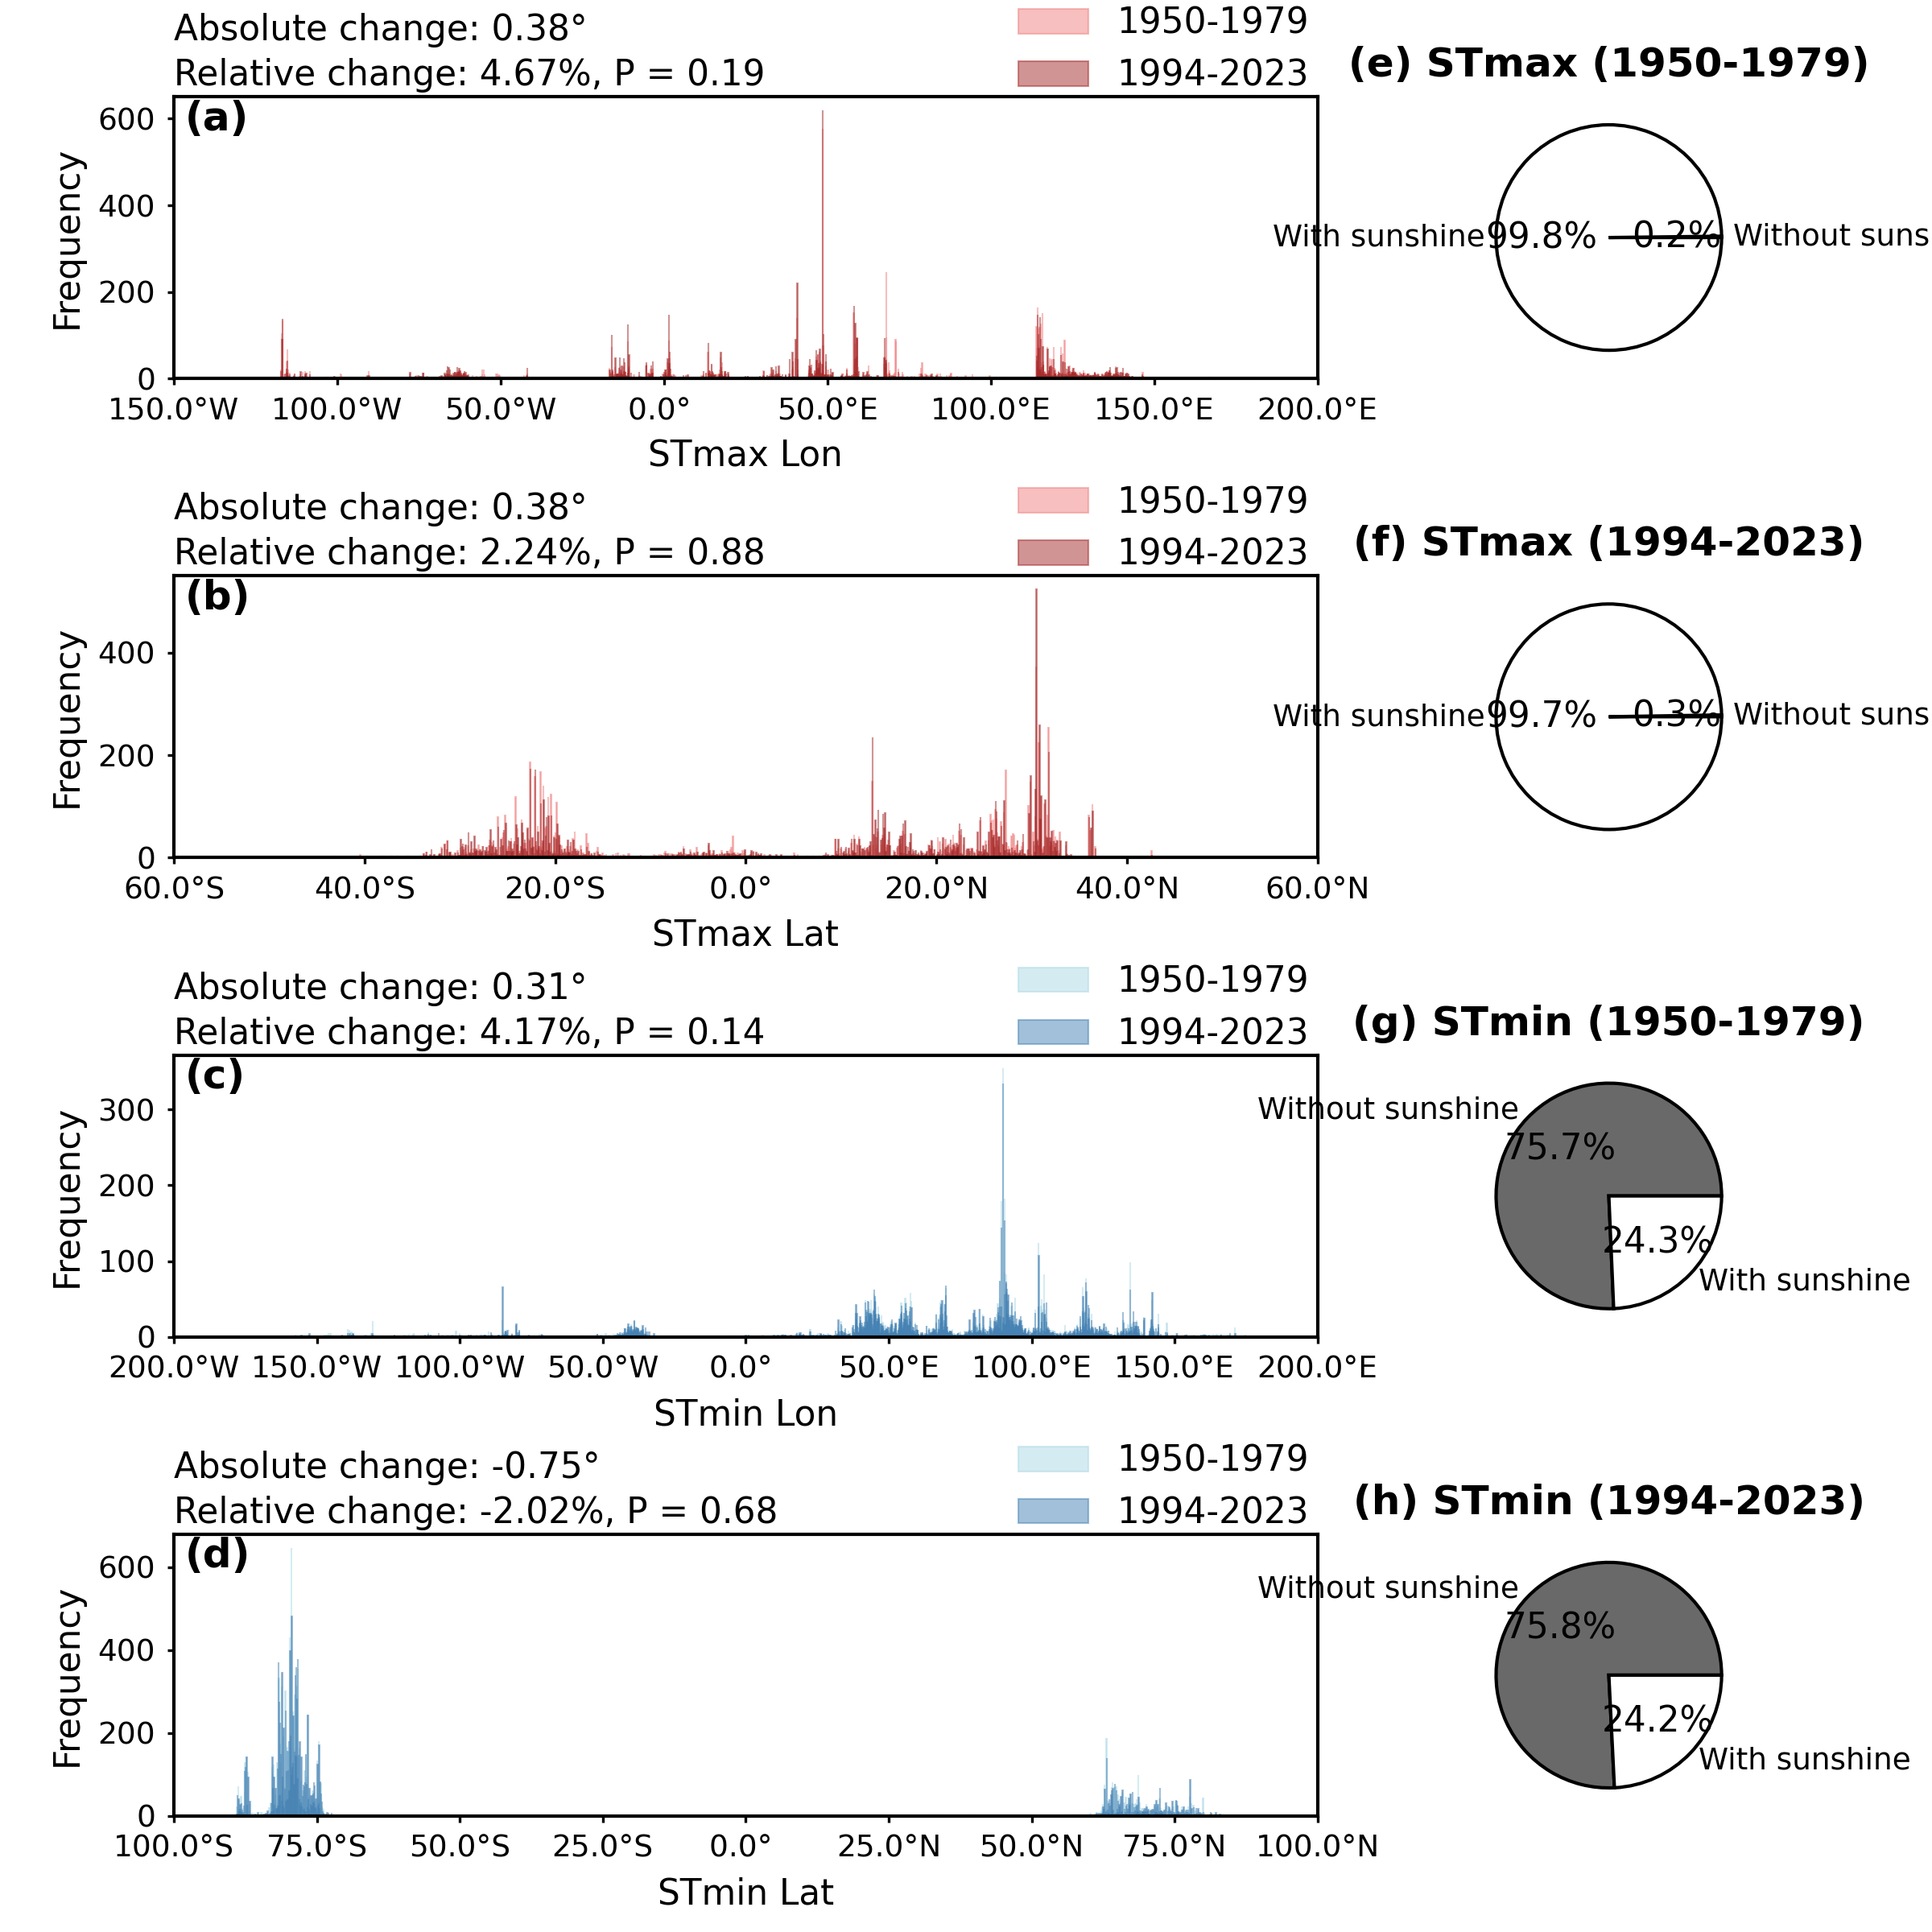 Absolute change: 0.38°
Relative change: 4.67%, P = 0.19
1950-1979
1994-2023
(a)
Frequency
600
400
200
0
150.0°W 100.0°W 50.0°W 0.0° 50.0°E 100.0°E 150.0°E 200.0°E
STmax Lon
(e) STmax (1950-1979)
With sunshine 99.8% 0.2% Without suns
Absolute change: 0.38°
Relative change: 2.24%, P = 0.88
1950-1979
1994-2023
(b)
Frequency
400
200
0
60.0°S 40.0°S 20.0°S 0.0° 20.0°N 40.0°N 60.0°N
STmax Lat
(f) STmax (1994-2023)
With sunshine 99.7% 0.3% Without suns
Absolute change: 0.31°
Relative change: 4.17%, P = 0.14
1950-1979
1994-2023
(c)
Frequency
300
200
100
0
200.0°W 150.0°W 100.0°W 50.0°W 0.0° 50.0°E 100.0°E 150.0°E 200.0°E
STmin Lon
(g) STmin (1950-1979)
Without sunshine
75.7%
24.3%
With sunshine
Absolute change: -0.75°
Relative change: -2.02%, P = 0.68
1950-1979
1994-2023
(d)
Frequency
600
400
200
0
100.0°S 75.0°S 50.0°S 25.0°S 0.0° 25.0°N 50.0°N 75.0°N 100.0°N
STmin Lat
(h) STmin (1994-2023)
Without sunshine
75.8%
24.2%
With sunshine